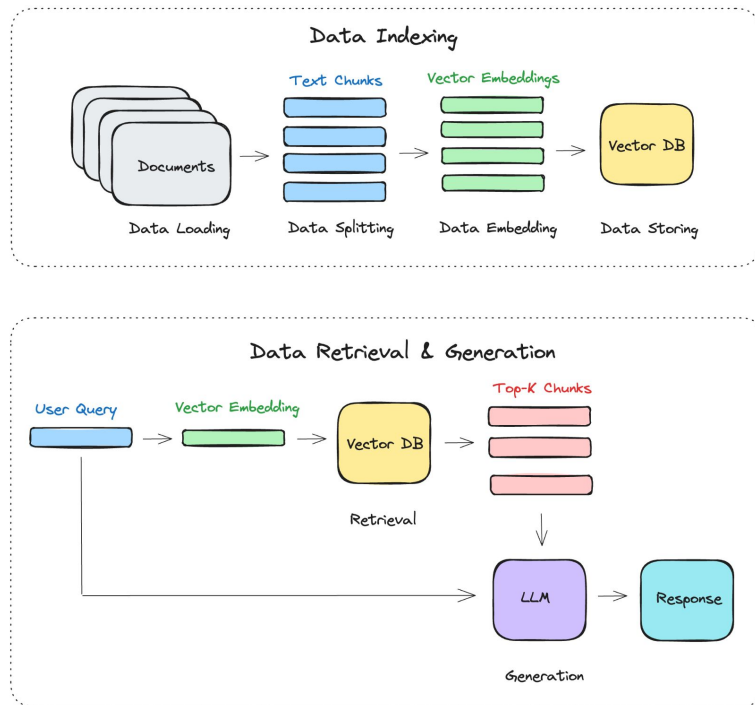 Data Indexing
Text Chunks
Vector Embeddings
Documents
Vector DB
Data Loading
Data Splitting
Data Embedding
Data Storing
Data Retrieval & Generation
Top-K Chunks
User Query
Vector Embedding
Vector DB
Retrieval
LLM
Response
Generation